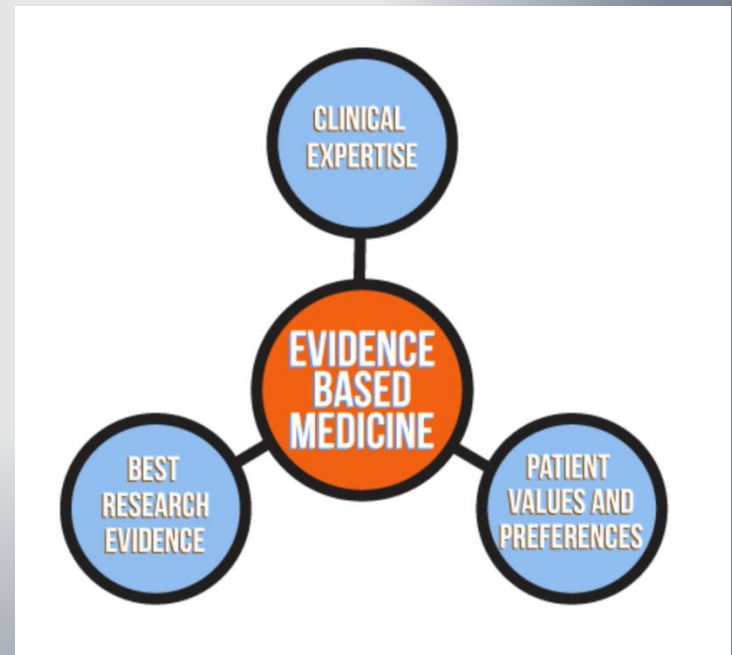 CLINICAL
EXPERTISE
EVIDENCE
BASED
MEDICINE
BEST
RESEARCH
EVIDENCE
PATIENT
VALUES AND
PREFERENCES